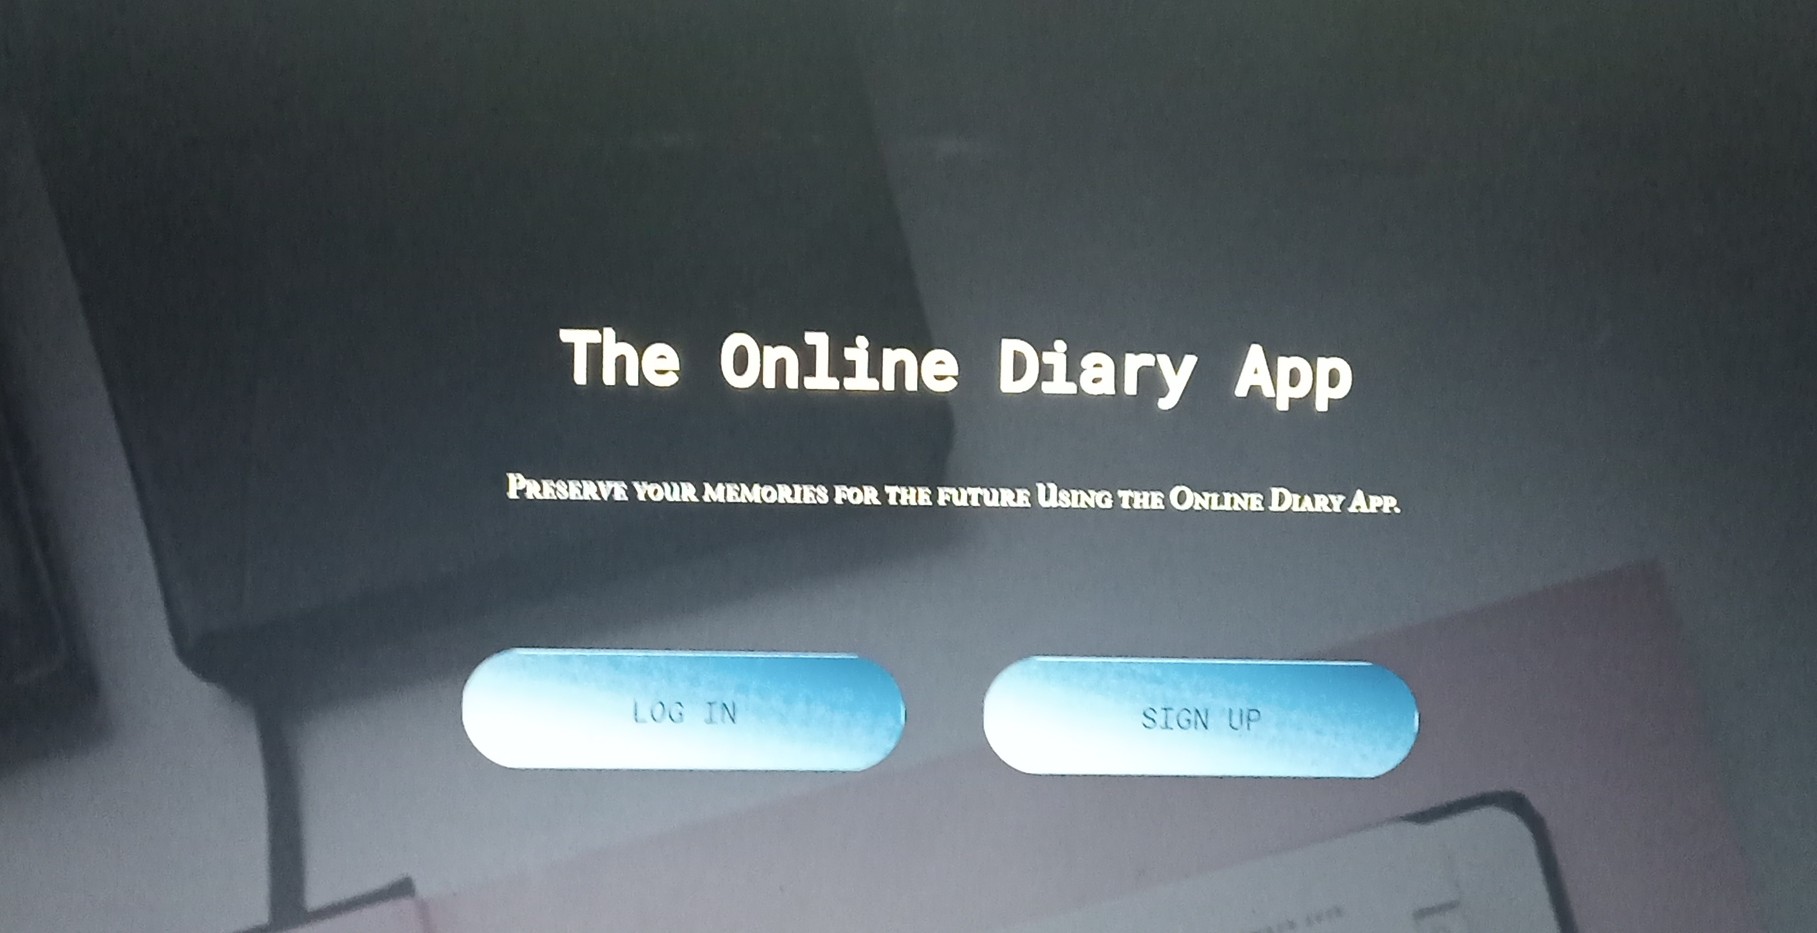 The Online Diary App
Preserve your memories for the future Using the Online Diary App.
LOG IN
SIGN UP